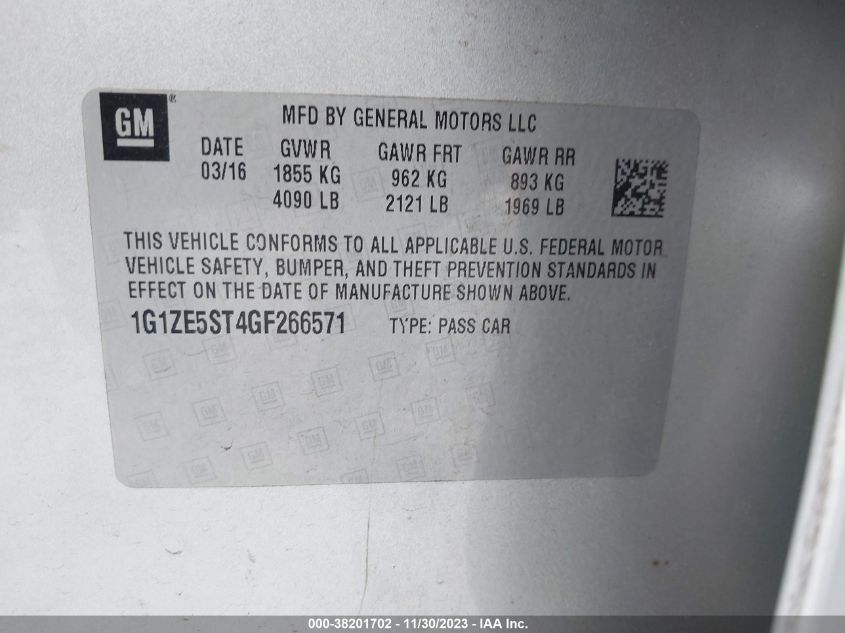 GM®
MFD BY GENERAL MOTORS LLC
DATE GVWR GAWR FRT GAWR RR
03/16 1855 KG 962 KG 893 KG
4090 LB 2121 LB 1969 LB
THIS VEHICLE CONFORMS TO ALL APPLICABLE U.S. FEDERAL MOTOR
VEHICLE SAFETY, BUMPER, AND THEFT PREVENTION STANDARDS IN
EFFECT ON THE DATE OF MANUFACTURE SHOWN ABOVE.
1G1ZE5ST4GF266571 TYPE: PASS CAR
000-38201702 - 11/30/2023 - IAA Inc.